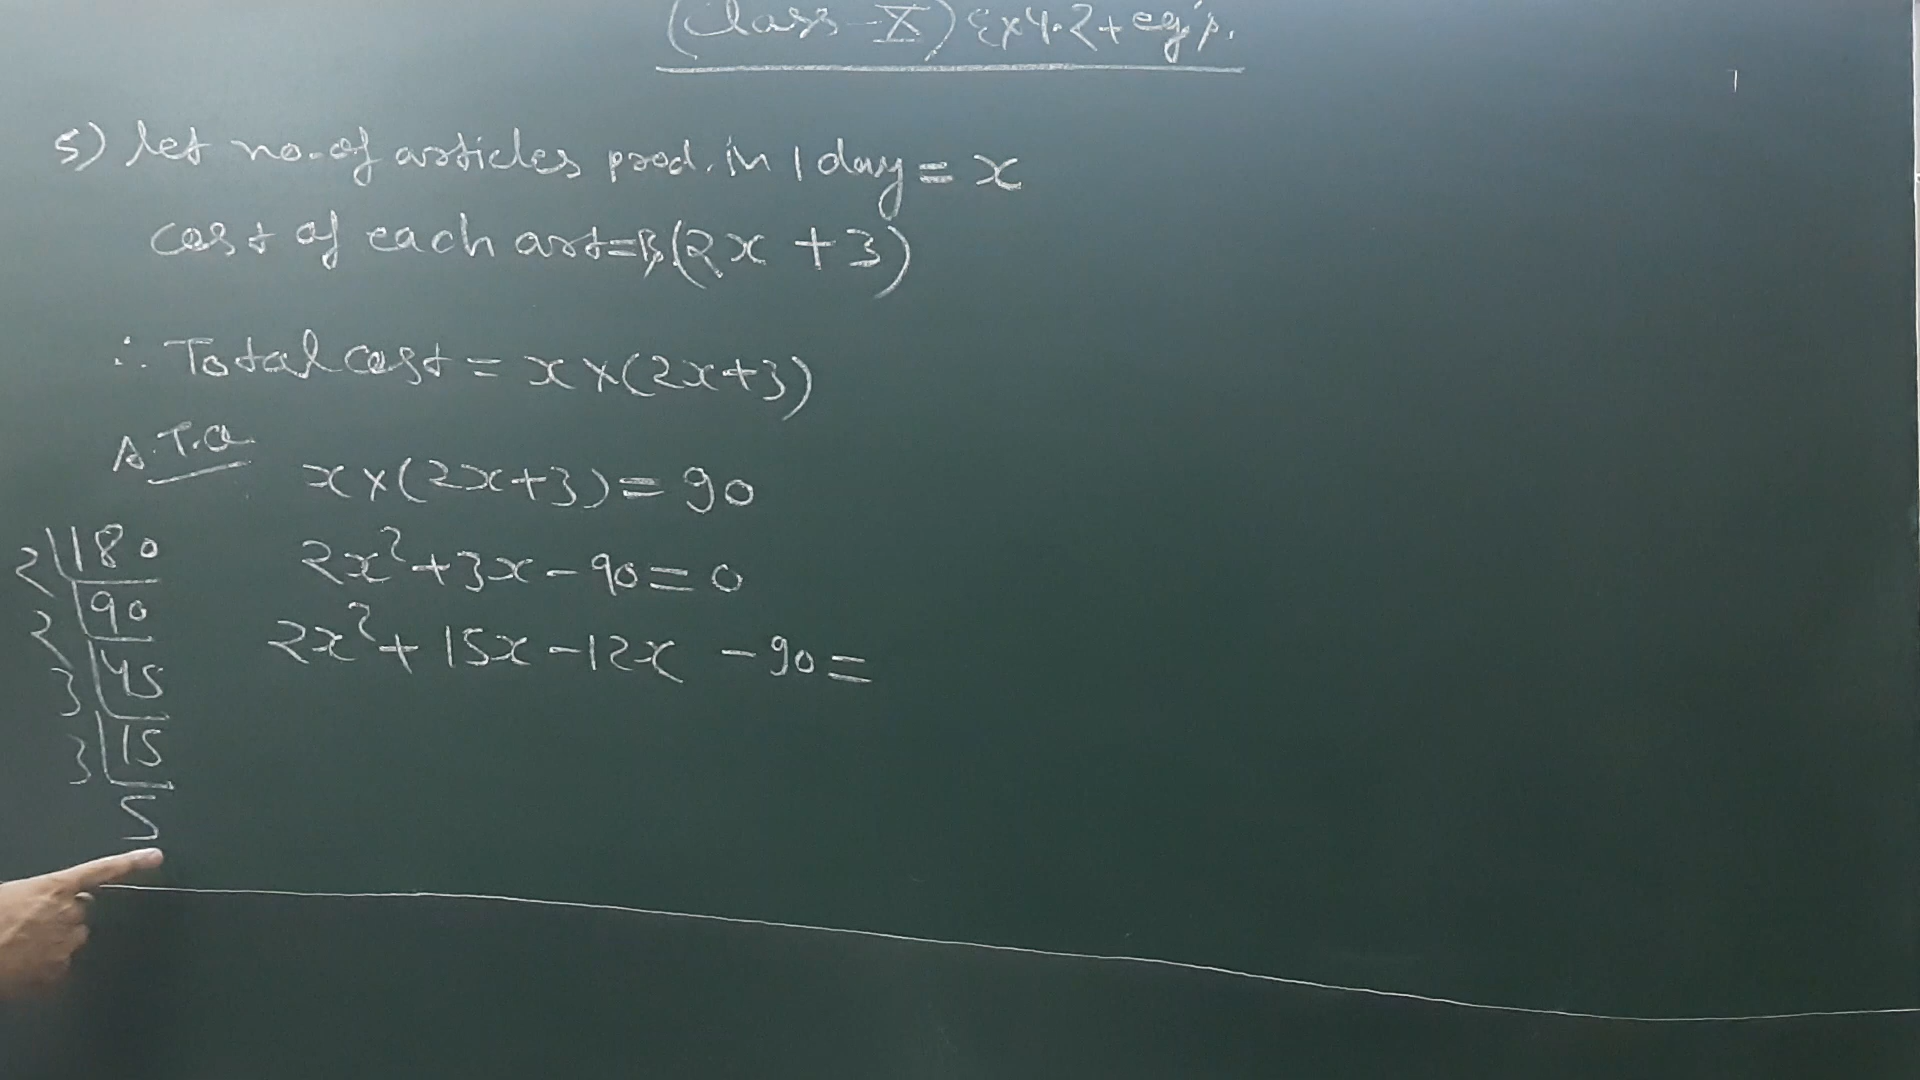 (Class-X) Ex 4.2 + eg's.
5) let no. of articles prod. in 1 day = x
cost of each art = Rs (2x + 3)
∴ Total cost = x × (2x+3)
A.T.Q
x × (2x+3) = 90
2x² + 3x - 90 = 0
2x² + 15x - 12x - 90 =
2 | 180
2 | 90
3 | 45
3 | 15
5